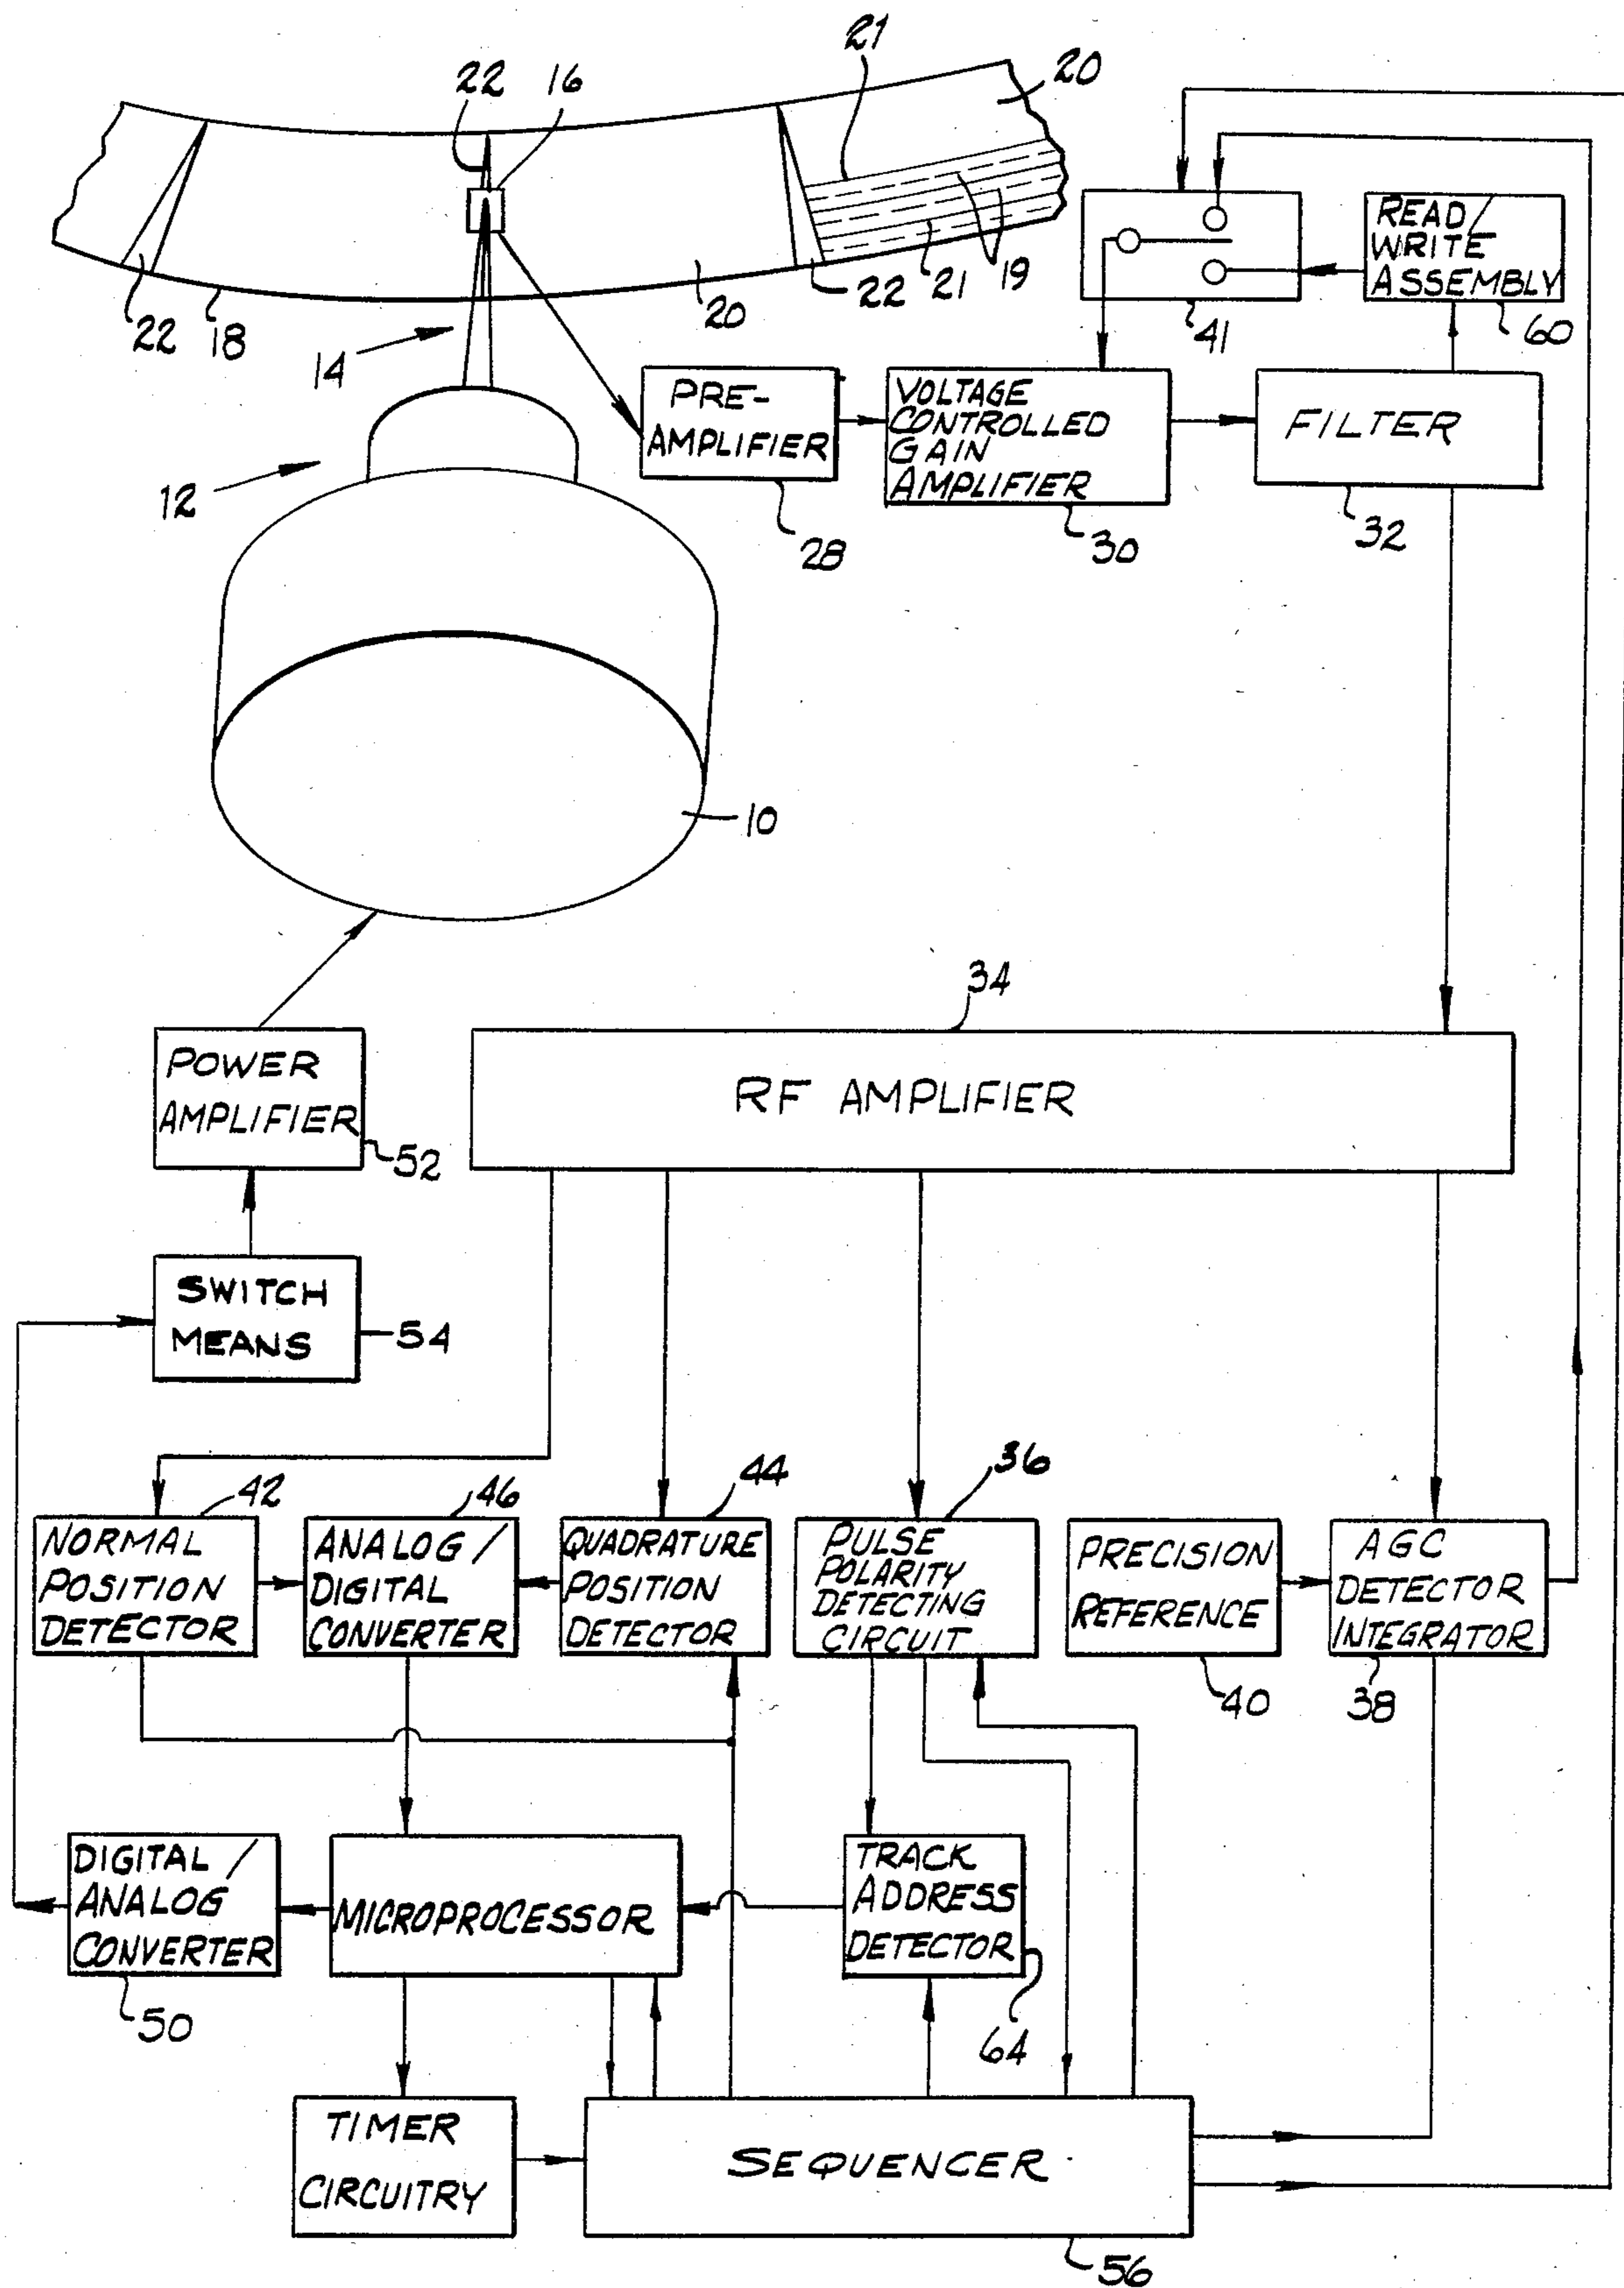 21
20
22
16
22
18
14
20
22
21
19
41
READ/
WRITE
ASSEMBLY
60
12
PRE-
AMPLIFIER
28
VOLTAGE
CONTROLLED
GAIN
AMPLIFIER
30
FILTER
32
10
34
POWER
AMPLIFIER
52
RF AMPLIFIER
SWITCH
MEANS
54
42
NORMAL
POSITION
DETECTOR
46
ANALOG/
DIGITAL
CONVERTER
44
QUADRATURE
POSITION
DETECTOR
36
PULSE
POLARITY
DETECTING
CIRCUIT
PRECISION
REFERENCE
40
AGC
DETECTOR
INTEGRATOR
38
DIGITAL/
ANALOG
CONVERTER
50
MICROPROCESSOR
TRACK
ADDRESS
DETECTOR
64
TIMER
CIRCUITRY
SEQUENCER
56